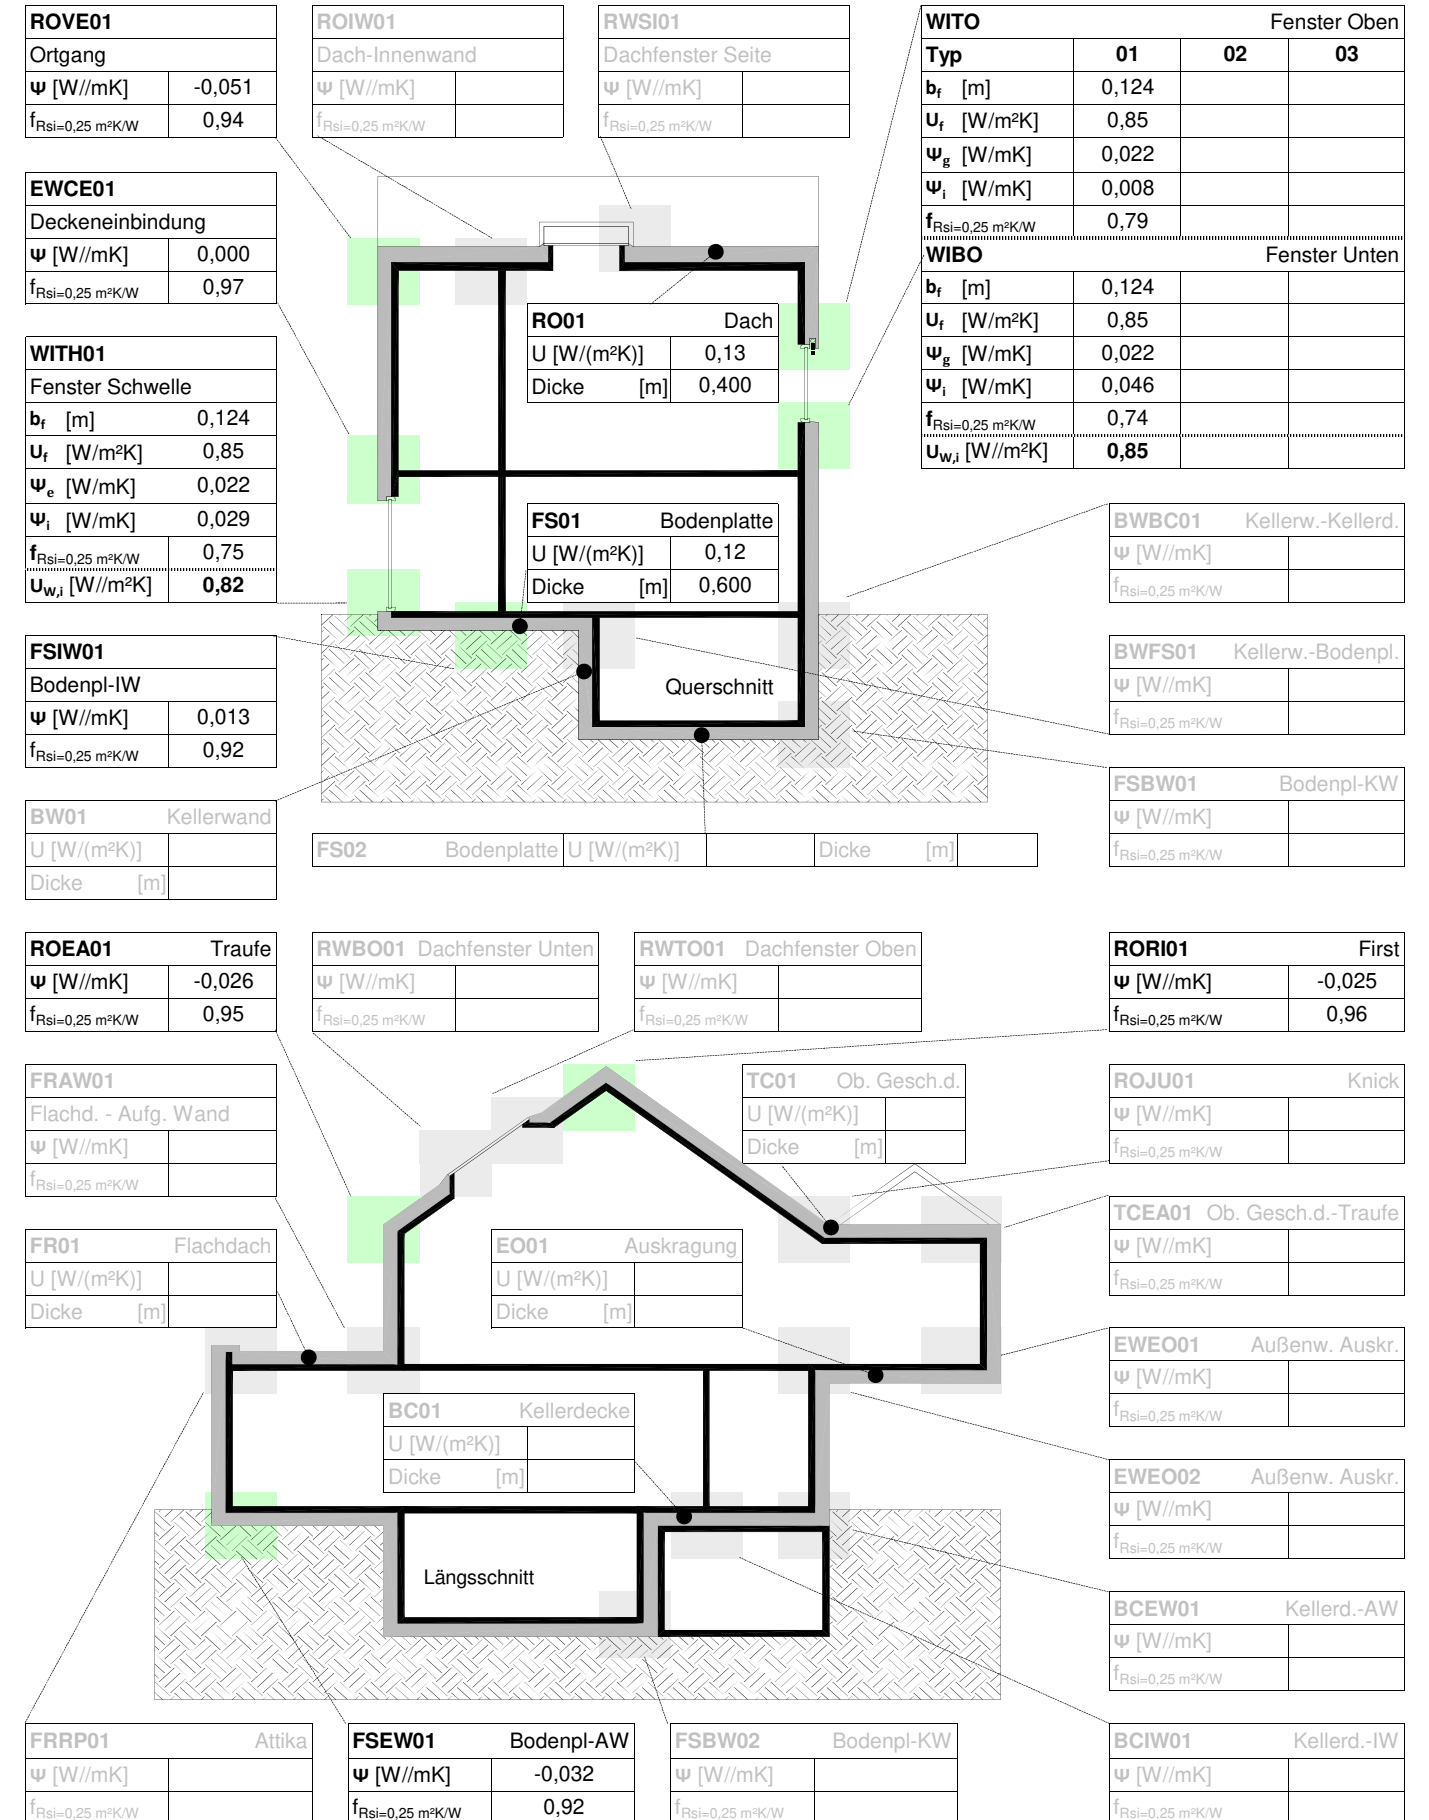 ROVE01
Ortgang
Ψ [W//mK] -0,051
fRsi=0,25 m²K/W 0,94
ROIW01
Dach-Innenwand
Ψ [W//mK]
fRsi=0,25 m²K/W
RWSI01
Dachfenster Seite
Ψ [W//mK]
fRsi=0,25 m²K/W
WITO Fenster Oben
Typ 01 02 03
bf [m] 0,124
Uf [W/m²K] 0,85
Ψg [W/mK] 0,022
Ψi [W/mK] 0,008
fRsi=0,25 m²K/W 0,79
WIBO Fenster Unten
bf [m] 0,124
Uf [W/m²K] 0,85
Ψg [W/mK] 0,022
Ψi [W/mK] 0,046
fRsi=0,25 m²K/W 0,74
UW,i [W//m²K] 0,85
EWCE01
Deckeneinbindung
Ψ [W//mK] 0,000
fRsi=0,25 m²K/W 0,97
RO01 Dach
U [W/(m²K)] 0,13
Dicke [m] 0,400
WITH01
Fenster Schwelle
bf [m] 0,124
Uf [W/m²K] 0,85
Ψe [W/mK] 0,022
Ψi [W/mK] 0,029
fRsi=0,25 m²K/W 0,75
UW,i [W//m²K] 0,82
FS01 Bodenplatte
U [W/(m²K)] 0,12
Dicke [m] 0,600
BWBC01 Kellerw.-Kellerd.
Ψ [W//mK]
fRsi=0,25 m²K/W
FSIW01
Bodenpl-IW
Ψ [W//mK] 0,013
fRsi=0,25 m²K/W 0,92
Querschnitt
BWFS01 Kellerw.-Bodenpl.
Ψ [W//mK]
fRsi=0,25 m²K/W
FSBW01 Bodenpl-KW
Ψ [W//mK]
fRsi=0,25 m²K/W
BW01 Kellerwand
U [W/(m²K)]
Dicke [m]
FS02 Bodenplatte U [W/(m²K)] Dicke [m]
ROEA01 Traufe
Ψ [W//mK] -0,026
fRsi=0,25 m²K/W 0,95
RWBO01 Dachfenster Unten
Ψ [W//mK]
fRsi=0,25 m²K/W
RWTO01 Dachfenster Oben
Ψ [W//mK]
fRsi=0,25 m²K/W
RORI01 First
Ψ [W//mK] -0,025
fRsi=0,25 m²K/W 0,96
FRAW01
Flachd. - Aufg. Wand
Ψ [W//mK]
fRsi=0,25 m²K/W
TC01 Ob. Gesch.d.
U [W/(m²K)]
Dicke [m]
ROJU01 Knick
Ψ [W//mK]
fRsi=0,25 m²K/W
FR01 Flachdach
U [W/(m²K)]
Dicke [m]
EO01 Auskragung
U [W/(m²K)]
Dicke [m]
TCEA01 Ob. Gesch.d.-Traufe
Ψ [W//mK]
fRsi=0,25 m²K/W
EWEO01 Außenw. Auskr.
Ψ [W//mK]
fRsi=0,25 m²K/W
BC01 Kellerdecke
U [W/(m²K)]
Dicke [m]
EWEO02 Außenw. Auskr.
Ψ [W//mK]
fRsi=0,25 m²K/W
Längsschnitt
BCEW01 Kellerd.-AW
Ψ [W//mK]
fRsi=0,25 m²K/W
FRRP01 Attika
Ψ [W//mK]
fRsi=0,25 m²K/W
FSEW01 Bodenpl-AW
Ψ [W//mK] -0,032
fRsi=0,25 m²K/W 0,92
FSBW02 Bodenpl-KW
Ψ [W//mK]
fRsi=0,25 m²K/W
BCIW01 Kellerd.-IW
Ψ [W//mK]
fRsi=0,25 m²K/W